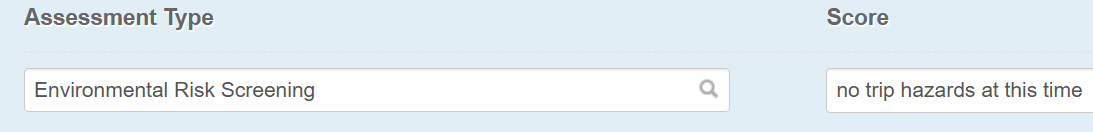 Assessment Type Score
Environmental Risk Screening no trip hazards at this time